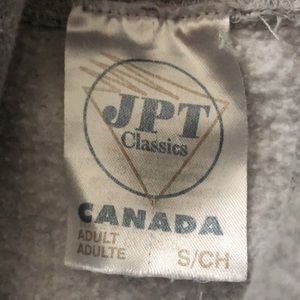 JPT
Classics
CANADA
ADULT
ADULTE S/CH